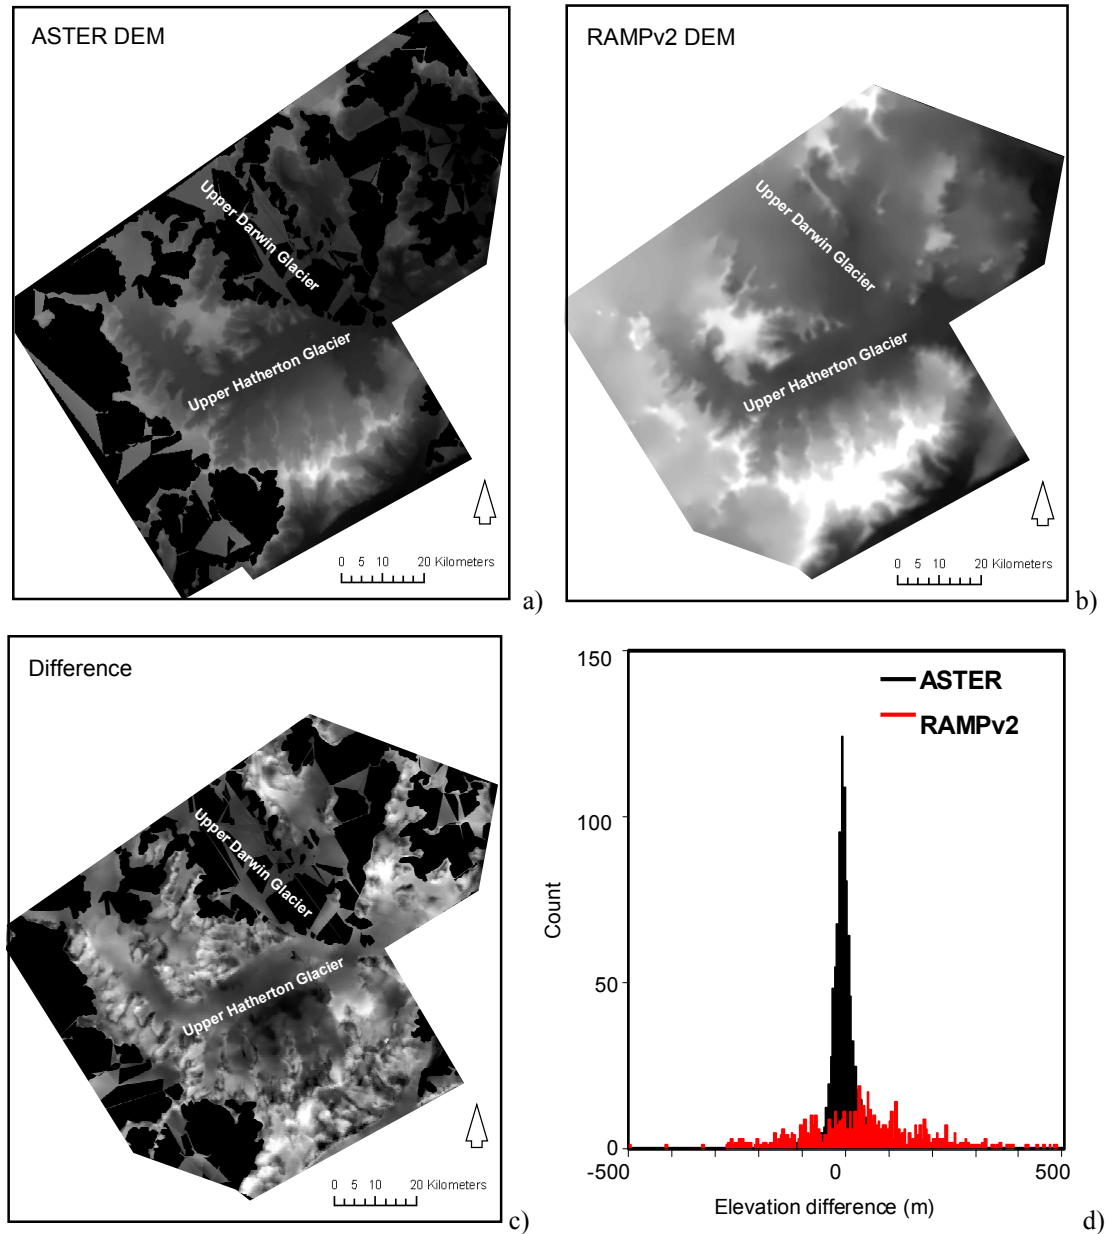 ASTER DEM
Upper Darwin Glacier
Upper Hatherton Glacier
0 5 10 20 Kilometers
a)
RAMPv2 DEM
Upper Darwin Glacier
Upper Hatherton Glacier
0 5 10 20 Kilometers
b)
Difference
Upper Darwin Glacier
Upper Hatherton Glacier
0 5 10 20 Kilometers
c)
150
ASTER
RAMPv2
100
Count
50
0
-500 0 500
Elevation difference (m)
d)